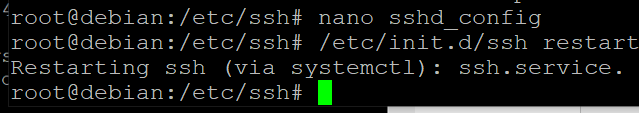 root@debian:/etc/ssh# nano sshd_config
root@debian:/etc/ssh# /etc/init.d/ssh restart
Restarting ssh (via systemctl): ssh.service.
root@debian:/etc/ssh#